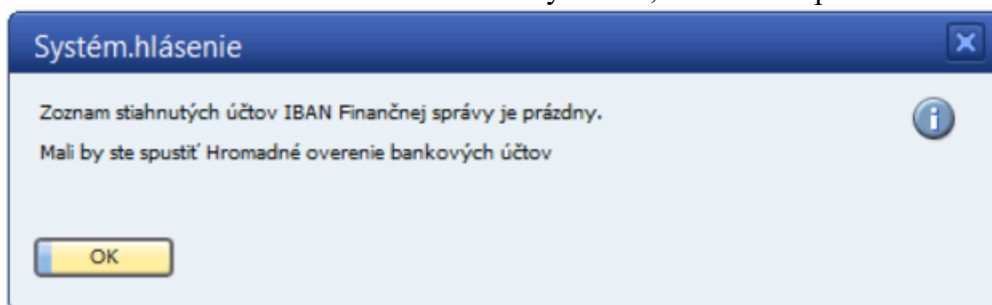 Systém.hlásenie
Zoznam stiahnutých účtov IBAN Finančnej správy je prázdny.
Mali by ste spustiť Hromadné overenie bankových účtov
OK